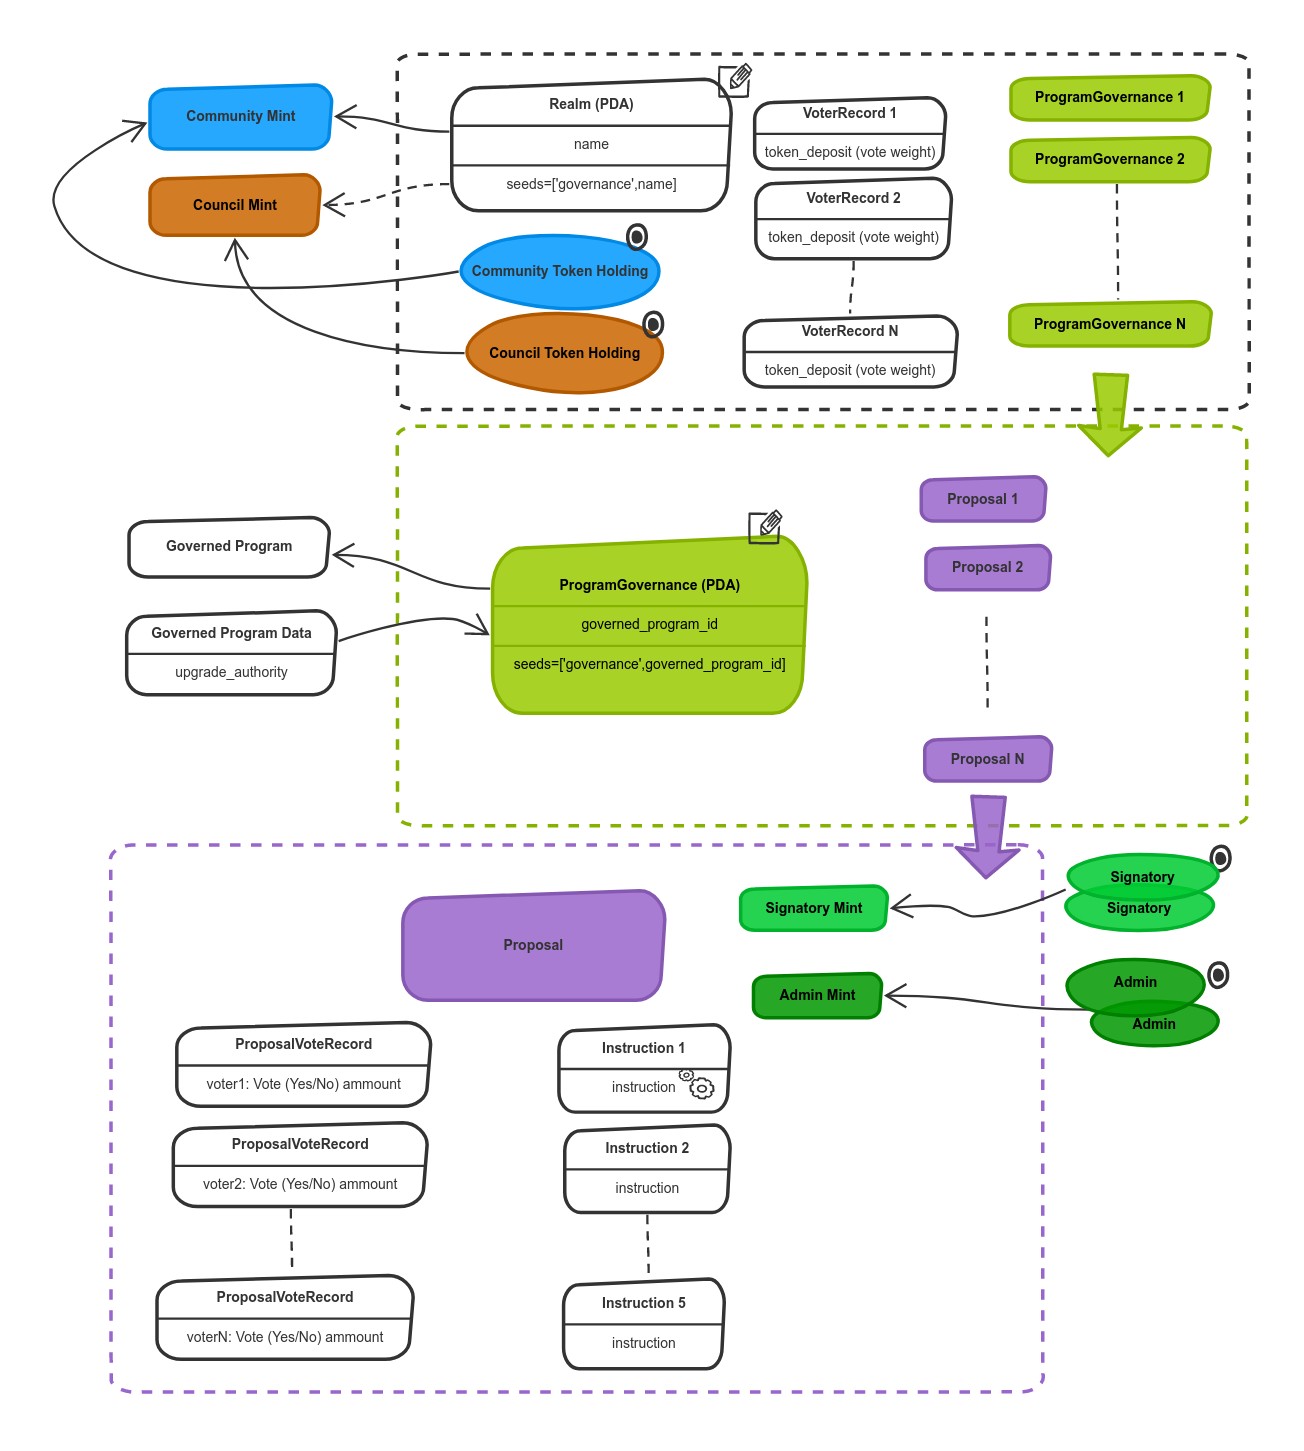 Community Mint
Council Mint
Realm (PDA)
name
seeds=['governance',name]
Community Token Holding
Council Token Holding
VoterRecord 1
token_deposit (vote weight)
VoterRecord 2
token_deposit (vote weight)
VoterRecord N
token_deposit (vote weight)
ProgramGovernance 1
ProgramGovernance 2
ProgramGovernance N
Governed Program
Governed Program Data
upgrade_authority
ProgramGovernance (PDA)
governed_program_id
seeds=['governance',governed_program_id]
Proposal 1
Proposal 2
Proposal N
Proposal
Signatory Mint
Admin Mint
Signatory
Signatory
Admin
Admin
ProposalVoteRecord
voter1: Vote (Yes/No) ammount
ProposalVoteRecord
voter2: Vote (Yes/No) ammount
ProposalVoteRecord
voterN: Vote (Yes/No) ammount
Instruction 1
instruction
Instruction 2
instruction
Instruction 5
instruction